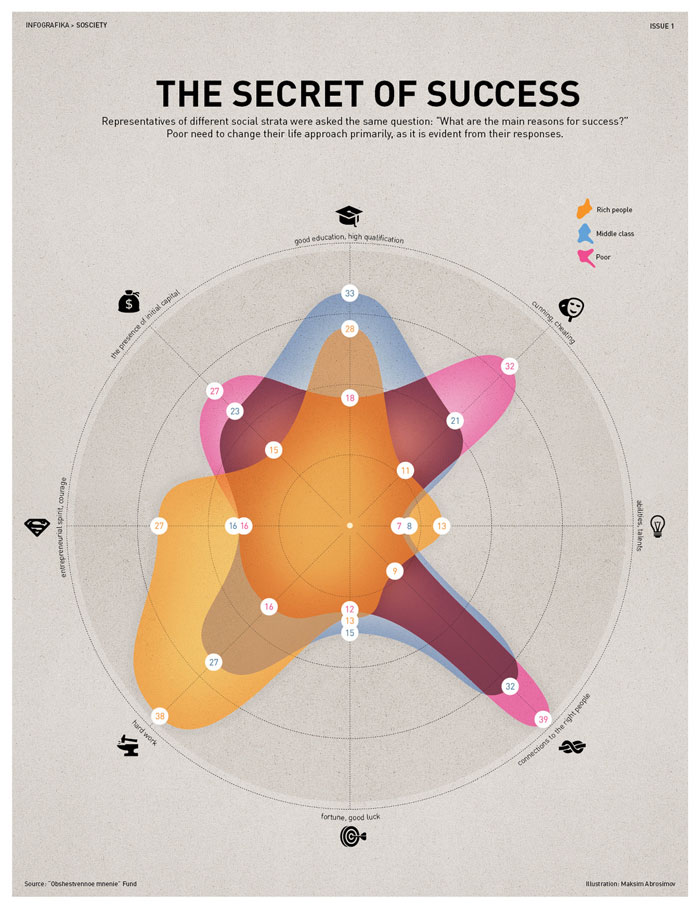 INFOGRAFIKA > SOSCIETY
ISSUE 1
THE SECRET OF SUCCESS
Representatives of different social strata were asked the same question: "What are the main reasons for success?"
Poor need to change their life approach primarily, as it is evident from their responses.
Rich people
Middle class
Poor
good education, high qualification
the presence of initial capital
cunning, cheating
$
33
28
32
27
18
23
21
15
11
entrepreneurial spirit, courage
27
16
16
7
8
13
abilities, talents
9
16
12
13
15
27
32
38
39
hard work
connections to the right people
fortune, good luck
Source: "Obshestvennoe mnenie" Fund
Illustration: Maksim Abrosimov